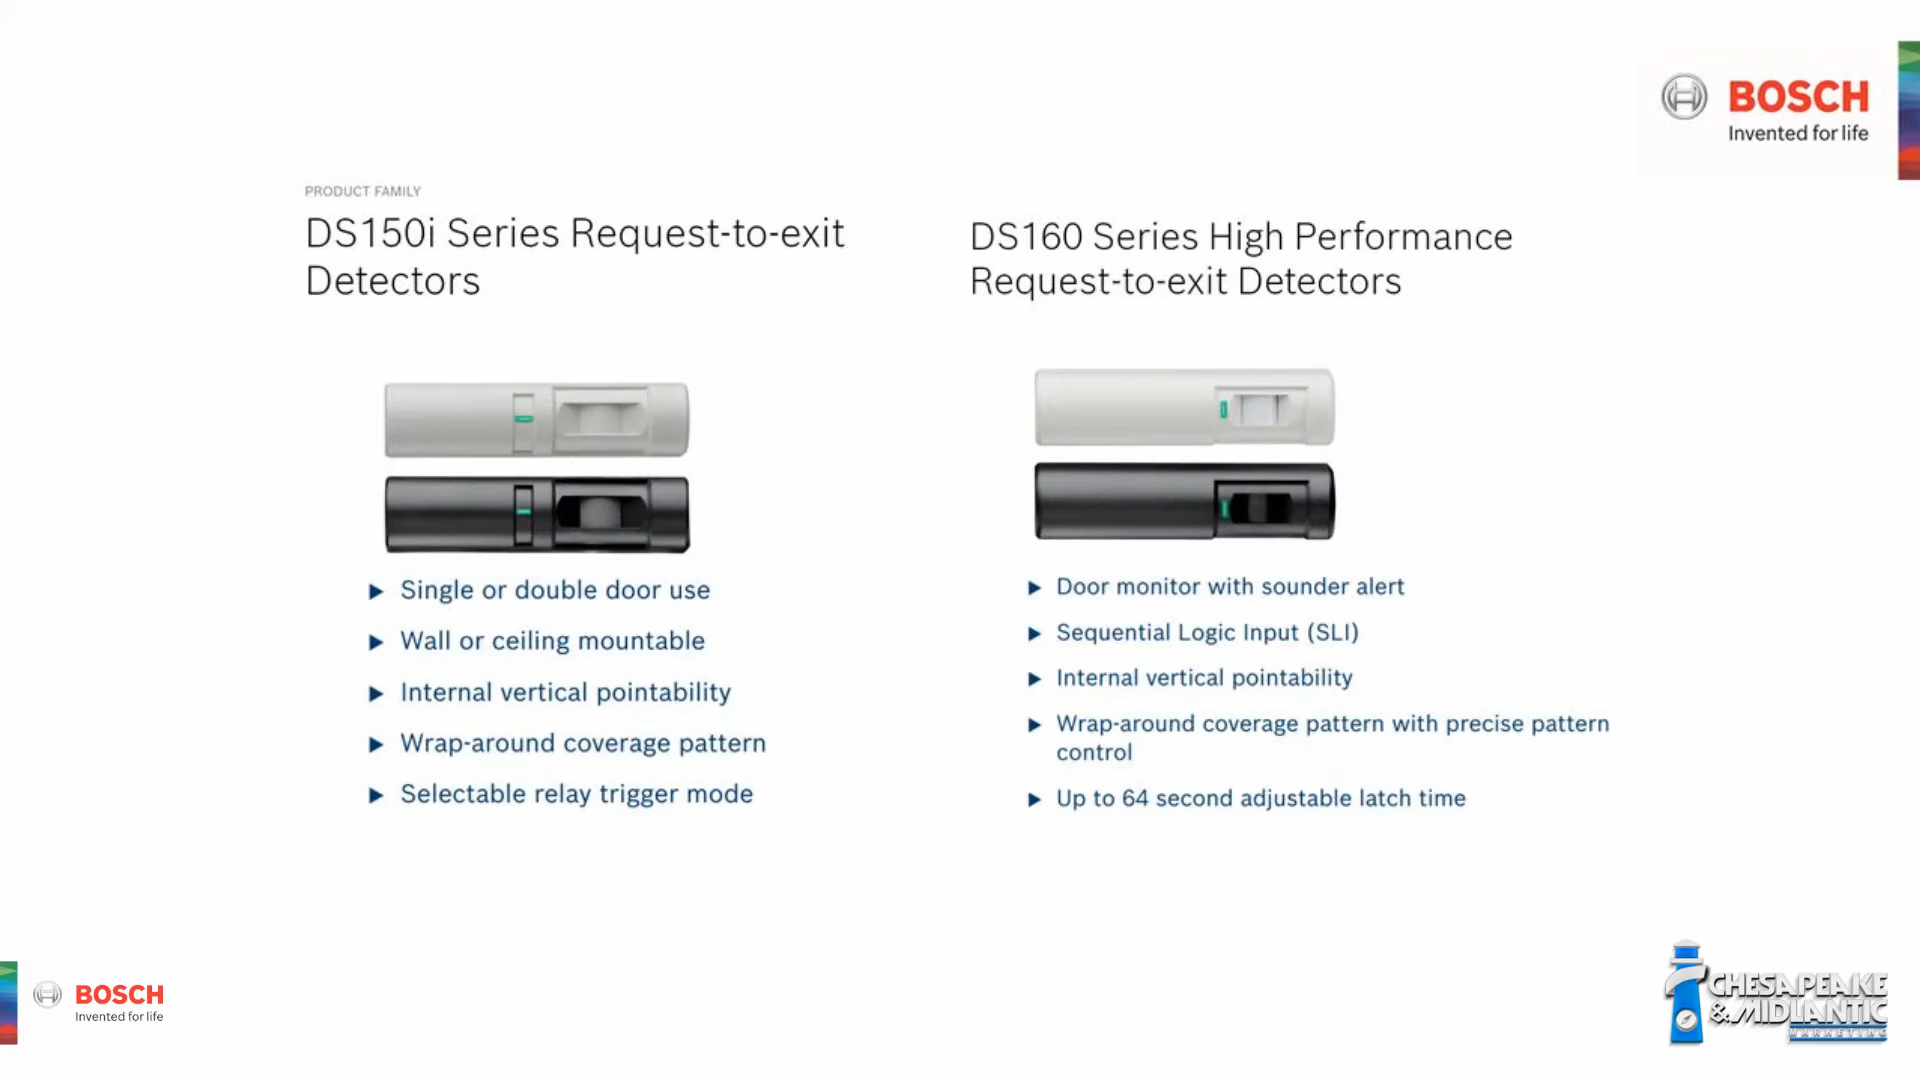 BOSCH
Invented for life
PRODUCT FAMILY
DS150i Series Request-to-exit
Detectors
► Single or double door use
► Wall or ceiling mountable
► Internal vertical pointability
► Wrap-around coverage pattern
► Selectable relay trigger mode
DS160 Series High Performance
Request-to-exit Detectors
► Door monitor with sounder alert
► Sequential Logic Input (SLI)
► Internal vertical pointability
► Wrap-around coverage pattern with precise pattern
control
► Up to 64 second adjustable latch time
BOSCH
Invented for life
CHESAPEAKE
& MIDLANTIC
MARKETING